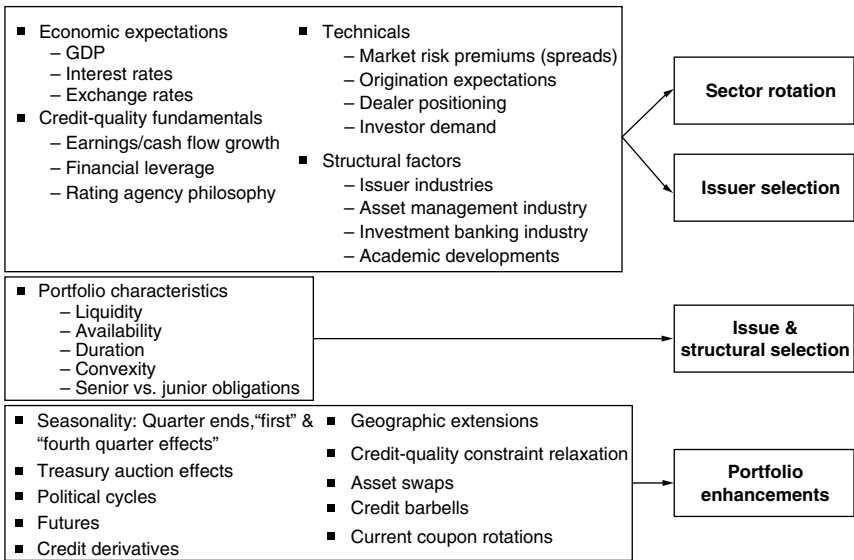 Economic expectations
– GDP
– Interest rates
– Exchange rates
Credit-quality fundamentals
– Earnings/cash flow growth
– Financial leverage
– Rating agency philosophy
Technicals
– Market risk premiums (spreads)
– Origination expectations
– Dealer positioning
– Investor demand
Structural factors
– Issuer industries
– Asset management industry
– Investment banking industry
– Academic developments
Sector rotation
Issuer selection
Portfolio characteristics
– Liquidity
– Availability
– Duration
– Convexity
– Senior vs. junior obligations
Issue &
structural selection
Seasonality: Quarter ends,“first” &
“fourth quarter effects”
Treasury auction effects
Political cycles
Futures
Credit derivatives
Geographic extensions
Credit-quality constraint relaxation
Asset swaps
Credit barbells
Current coupon rotations
Portfolio
enhancements